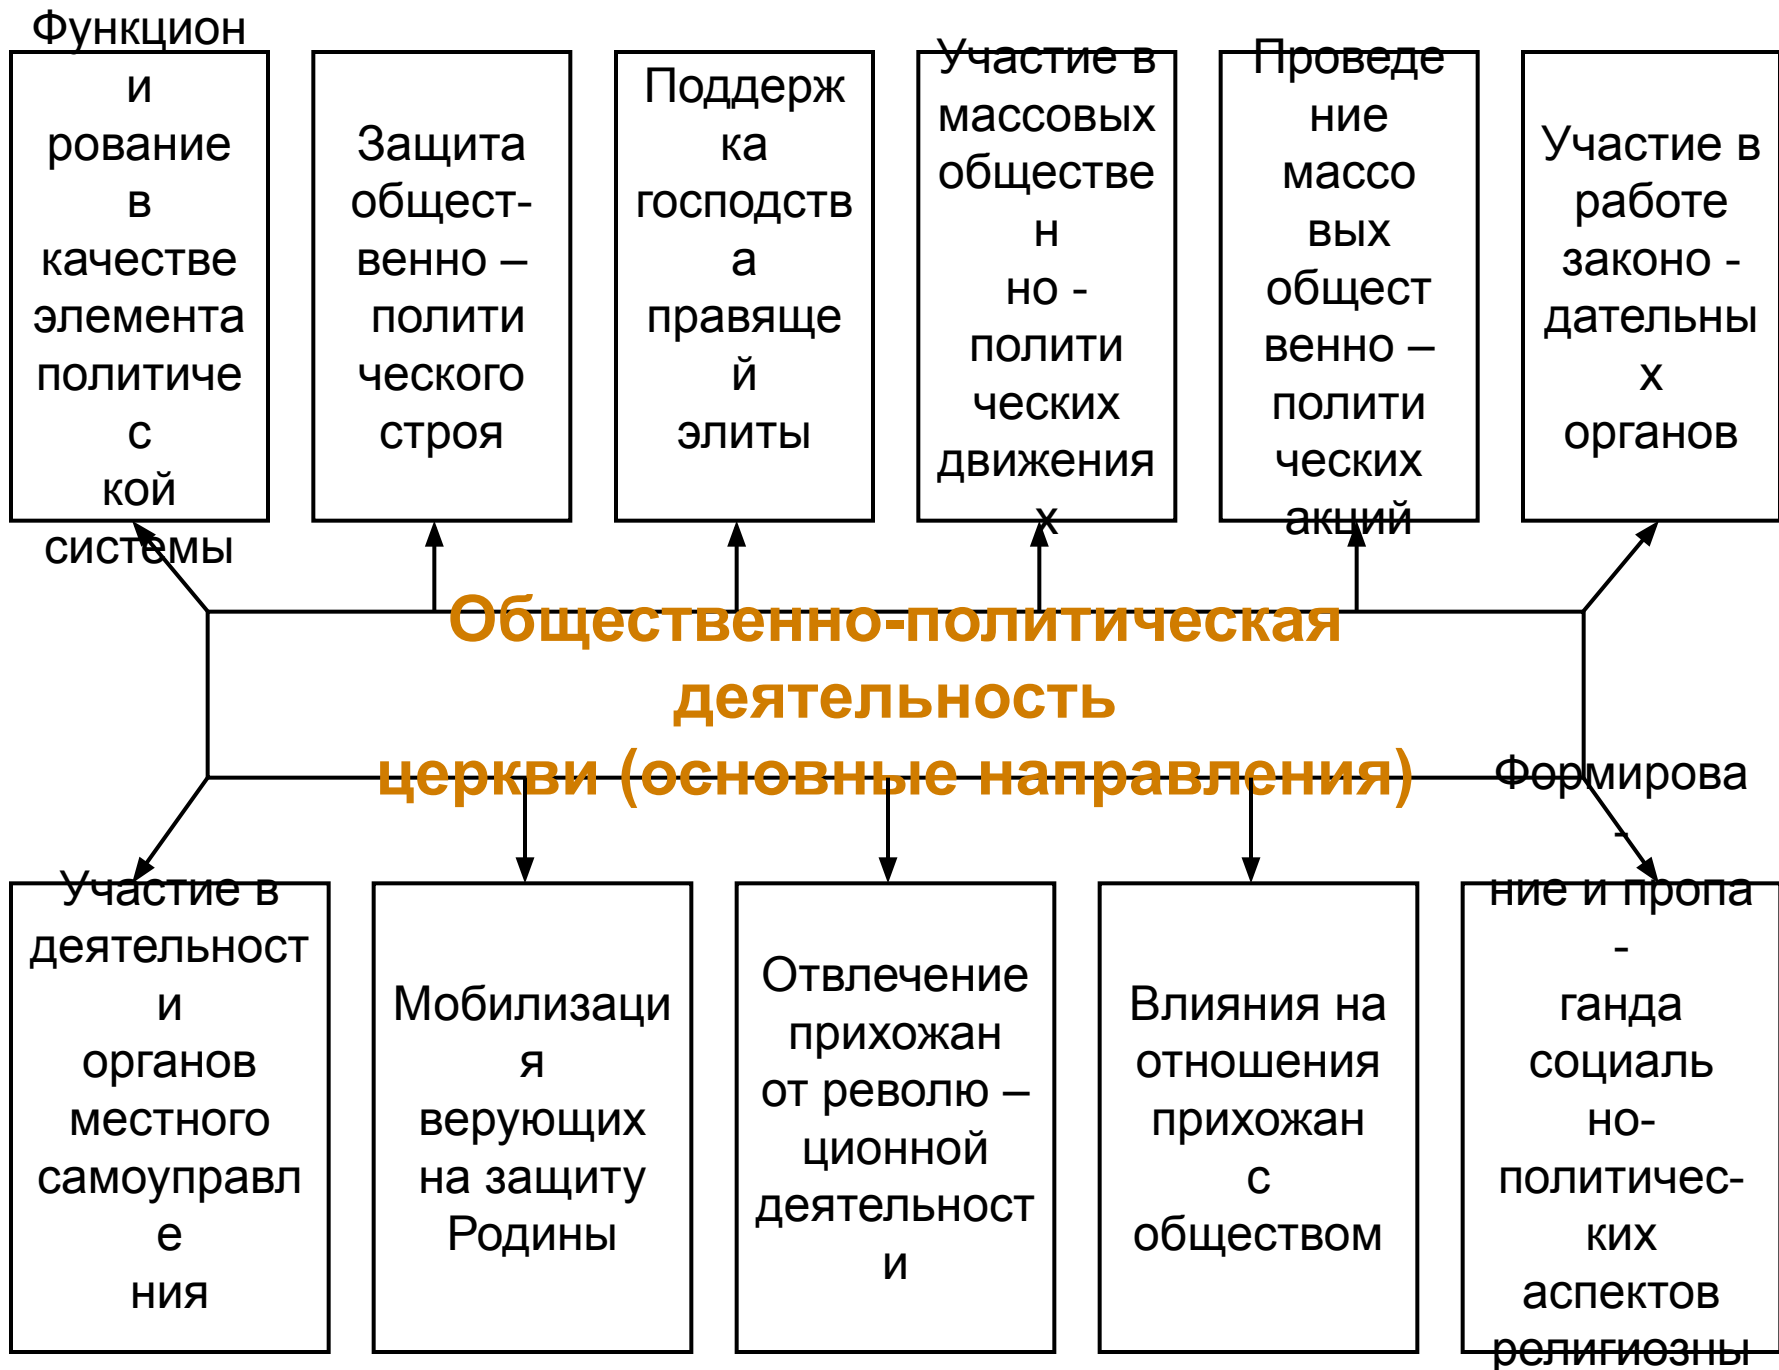 Функцион
и
рование
в
качестве
элемента
политиче
с
кой
системы
Защита
общест-
венно –
полити
ческого
строя
Поддерж
ка
господств
а
правяще
й
элиты
Участие в
массовых
обществе
н
но -
полити
ческих
движения
х
Проведе
ние
массо
вых
общест
венно –
полити
ческих
акций
Участие в
работе
законо -
дательны
х
органов
Общественно-политическая
деятельность
церкви (основные направления)
Участие в
деятельност
и
органов
местного
самоуправл
е
ния
Мобилизаци
я
верующих
на защиту
Родины
Отвлечение
прихожан
от револю –
ционной
деятельност
и
Влияния на
отношения
прихожан
с
обществом
Формирова
-
ние и пропа
-
ганда
социаль
но-
политичес-
ких
аспектов
религиозны